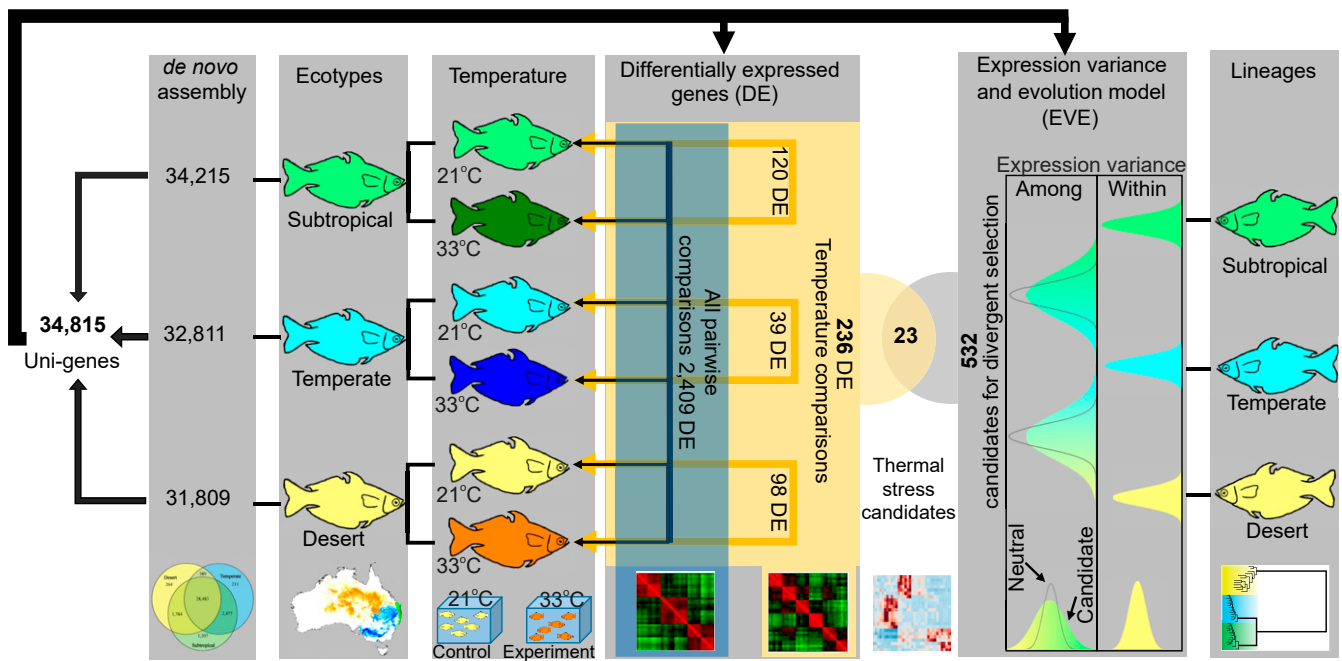 de novo
assembly
34,215
32,811
31,809
34,815
Uni-genes
Ecotypes
Subtropical
Temperate
Desert
Temperature
21°C
33°C
21°C
33°C
21°C
33°C
21°C
33°C
Control
Experiment
Differentially expressed
genes (DE)
120 DE
39 DE
98 DE
All pairwise
comparisons 2,409 DE
236 DE
Temperature comparisons
23
Thermal
stress
candidates
Expression variance
and evolution model
(EVE)
532
candidates for divergent selection
Expression variance
Among
Within
Neutral
Candidate
Lineages
Subtropical
Temperate
Desert
Desert
Temperate
Subtropical